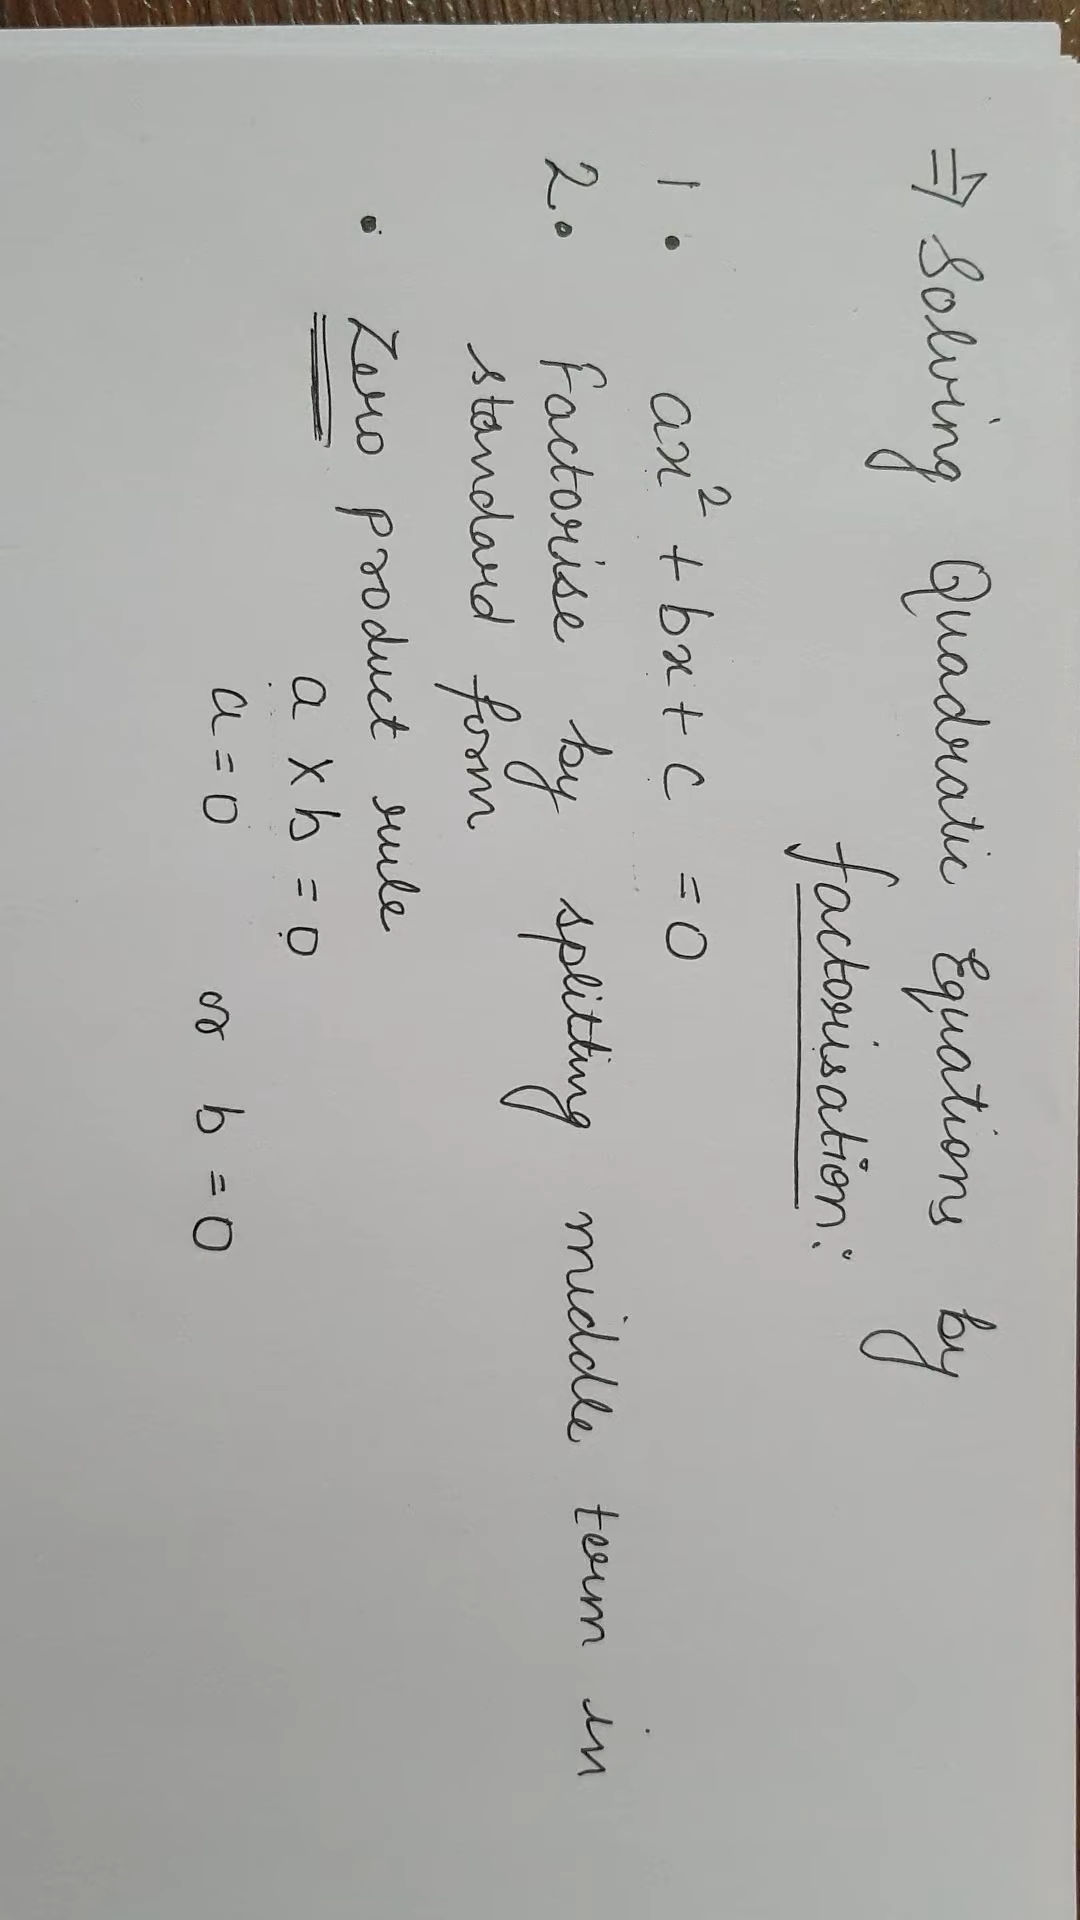 ⇒ Solving Quadratic Equations by
factorisation:
1. ax² + bx + c = 0
2. Factorise by splitting middle term in
standard form
• Zero product rule
a × b = 0
a = 0 or b = 0